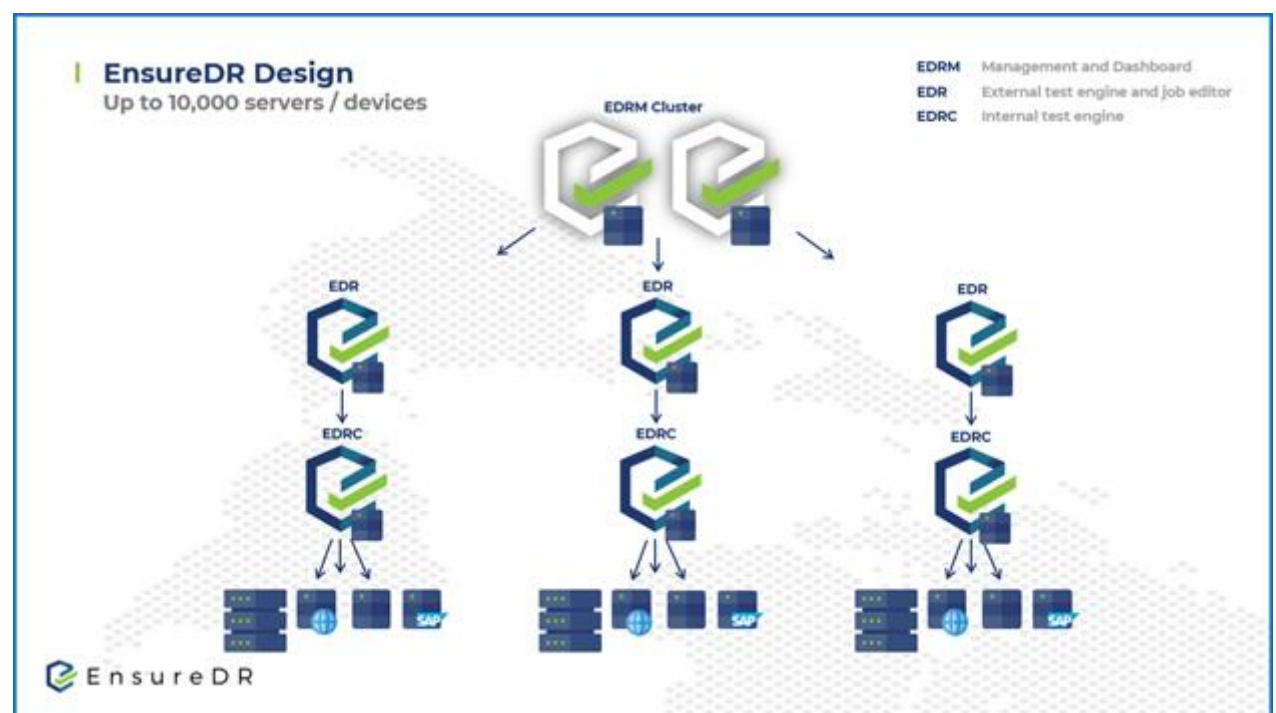 EnsureDR Design
Up to 10,000 servers / devices
EDRM Management and Dashboard
EDR External test engine and job editor
EDRC Internal test engine
EDRM Cluster
EDR
EDR
EDR
EDRC
EDRC
EDRC
SAP
SAP
SAP
EnsureDR